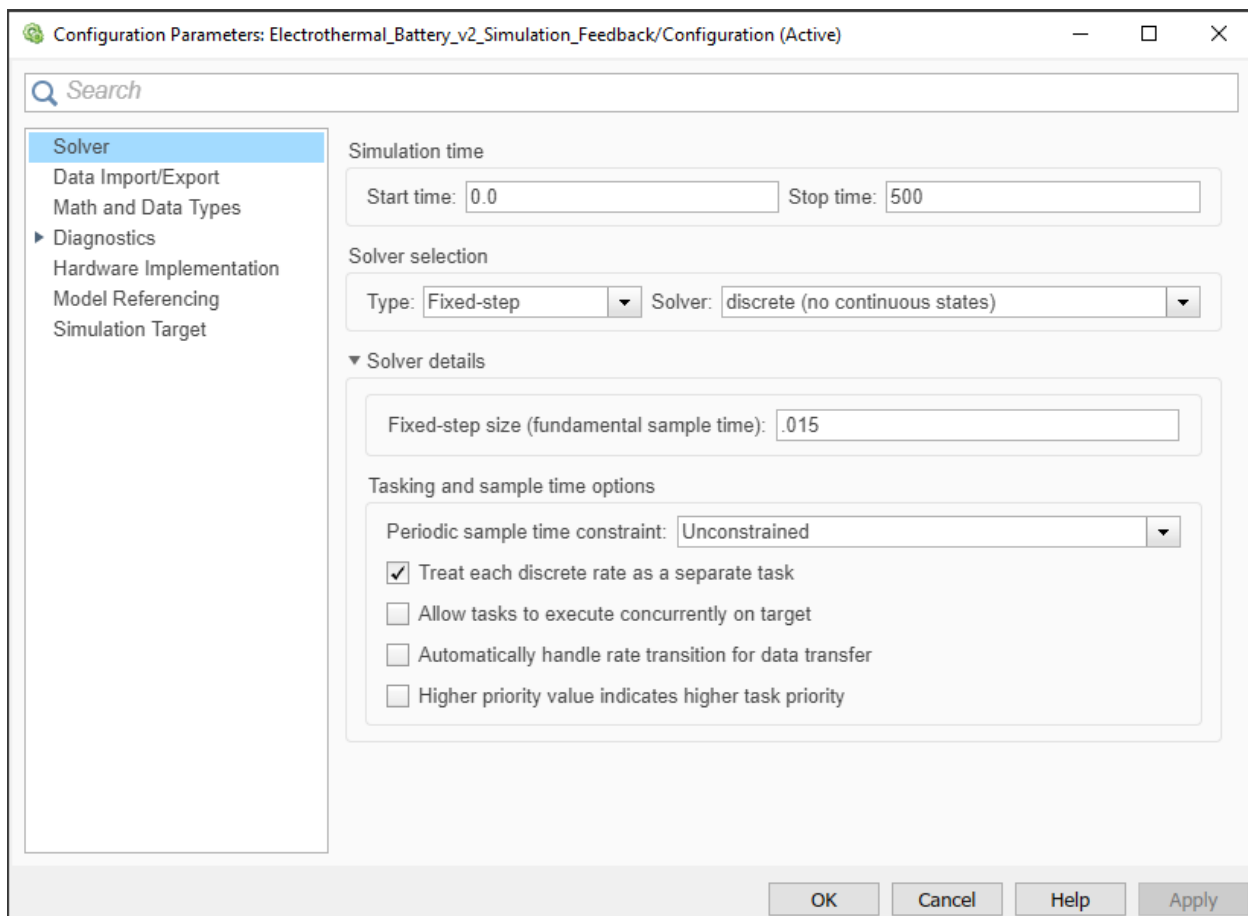 Configuration Parameters: Electrothermal_Battery_v2_Simulation_Feedback/Configuration (Active)
Search
Solver
Data Import/Export
Math and Data Types
Diagnostics
Hardware Implementation
Model Referencing
Simulation Target
Simulation time
Start time: 0.0 Stop time: 500
Solver selection
Type: Fixed-step Solver: discrete (no continuous states)
Solver details
Fixed-step size (fundamental sample time): .015
Tasking and sample time options
Periodic sample time constraint: Unconstrained
Treat each discrete rate as a separate task
Allow tasks to execute concurrently on target
Automatically handle rate transition for data transfer
Higher priority value indicates higher task priority
OK Cancel Help Apply